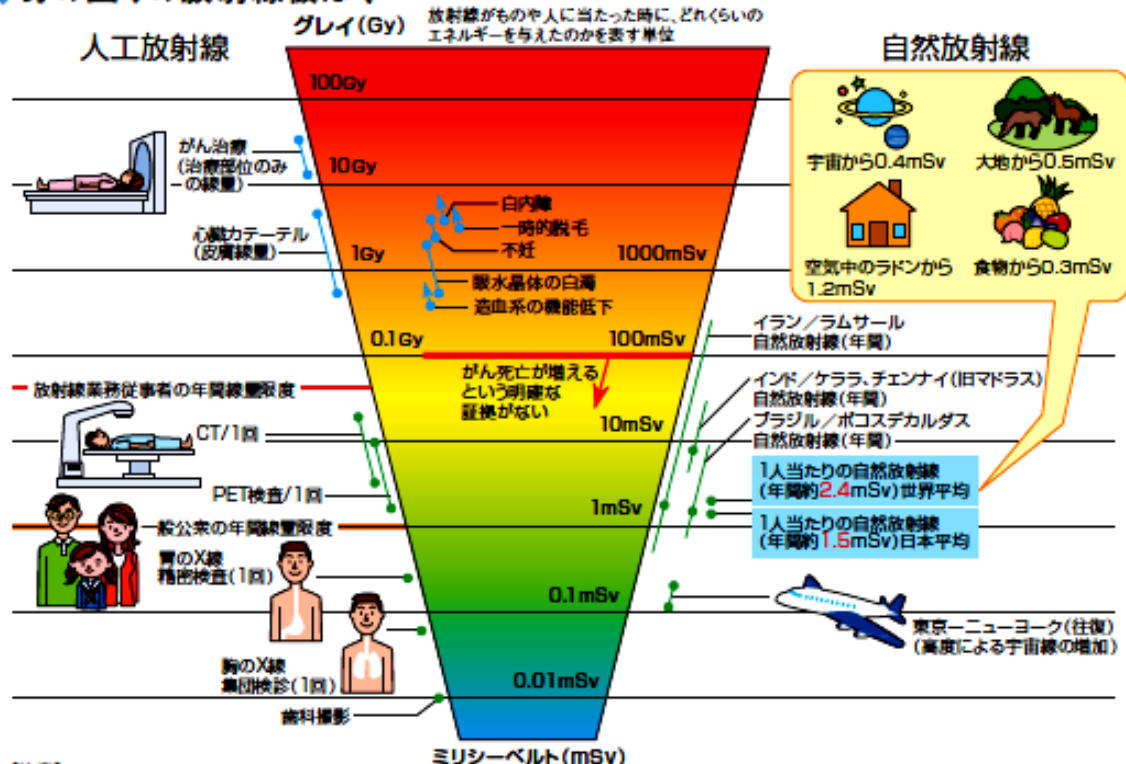 身の回りの放射線被ばく
人工放射線
グレイ(Gy)
放射線がものや人に当たった時に、どれくらいの
エネルギーを与えたのかを表す単位
自然放射線
100Gy
がん治療
(治療部位のみ
の線量)
10Gy
心臓カテーテル
(皮膚線量)
1Gy
白内障
一時的脱毛
不妊
1000mSv
眼水晶体の白濁
造血系の機能低下
宇宙から0.4mSv
大地から0.5mSv
空気中のラドンから
1.2mSv
食物から0.3mSv
0.1Gy
100mSv
イラン／ラムサール
自然放射線(年間)
がん死亡が増える
という明確な
証拠がない
放射線業務従事者の年間線量限度
インド／ケララ、チェンナイ(旧マドラス)
自然放射線(年間)
10mSv
ブラジル／ポコスデカルダス
自然放射線(年間)
CT/1回
PET検査/1回
1人当たりの自然放射線
(年間約2.4mSv)世界平均
1mSv
1人当たりの自然放射線
(年間約1.5mSv)日本平均
一般公衆の年間線量限度
胃のX線
精密検査(1回)
0.1mSv
東京ーニューヨーク(往復)
(高度による宇宙線の増加)
胸のX線
集団検診(1回)
0.01mSv
歯科撮影
ミリシーベルト(mSv)